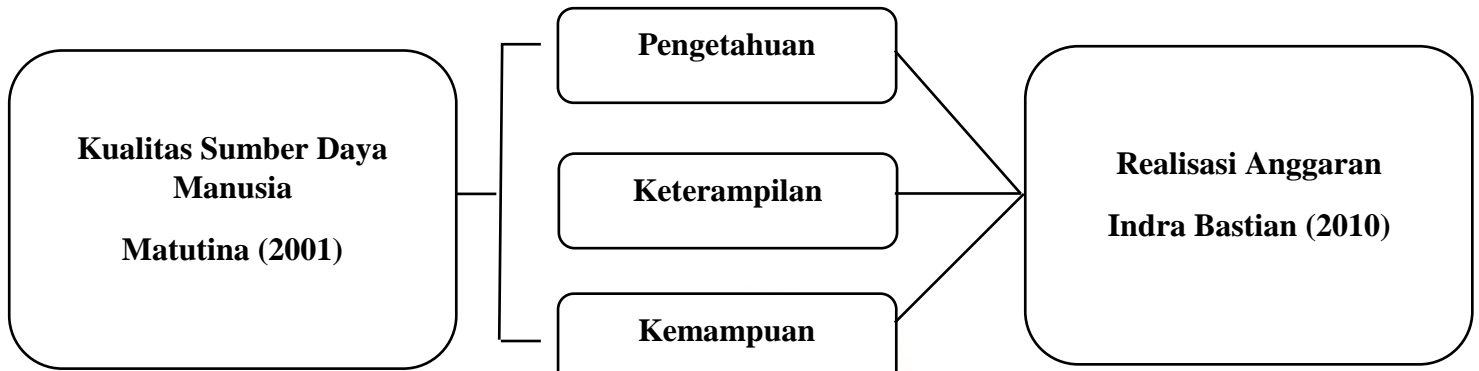 Kualitas Sumber Daya
Manusia
Matutina (2001)
Pengetahuan
Keterampilan
Kemampuan
Realisasi Anggaran
Indra Bastian (2010)